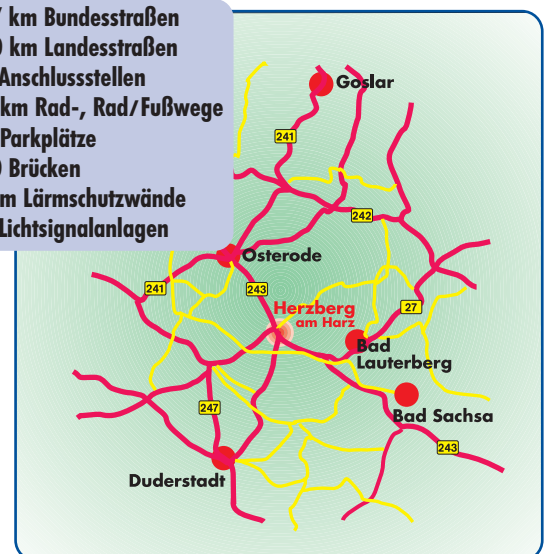 km Bundesstraßen
km Landesstraßen
Anschlussstellen
km Rad-, Rad/Fußwege
Parkplätze
Brücken
Lärmschutzwände
Lichtsignalanlagen
Goslar
241
242
Osterode
241
243
Herzberg
am Harz
27
Bad
Lauterberg
247
Bad Sachsa
243
Duderstadt